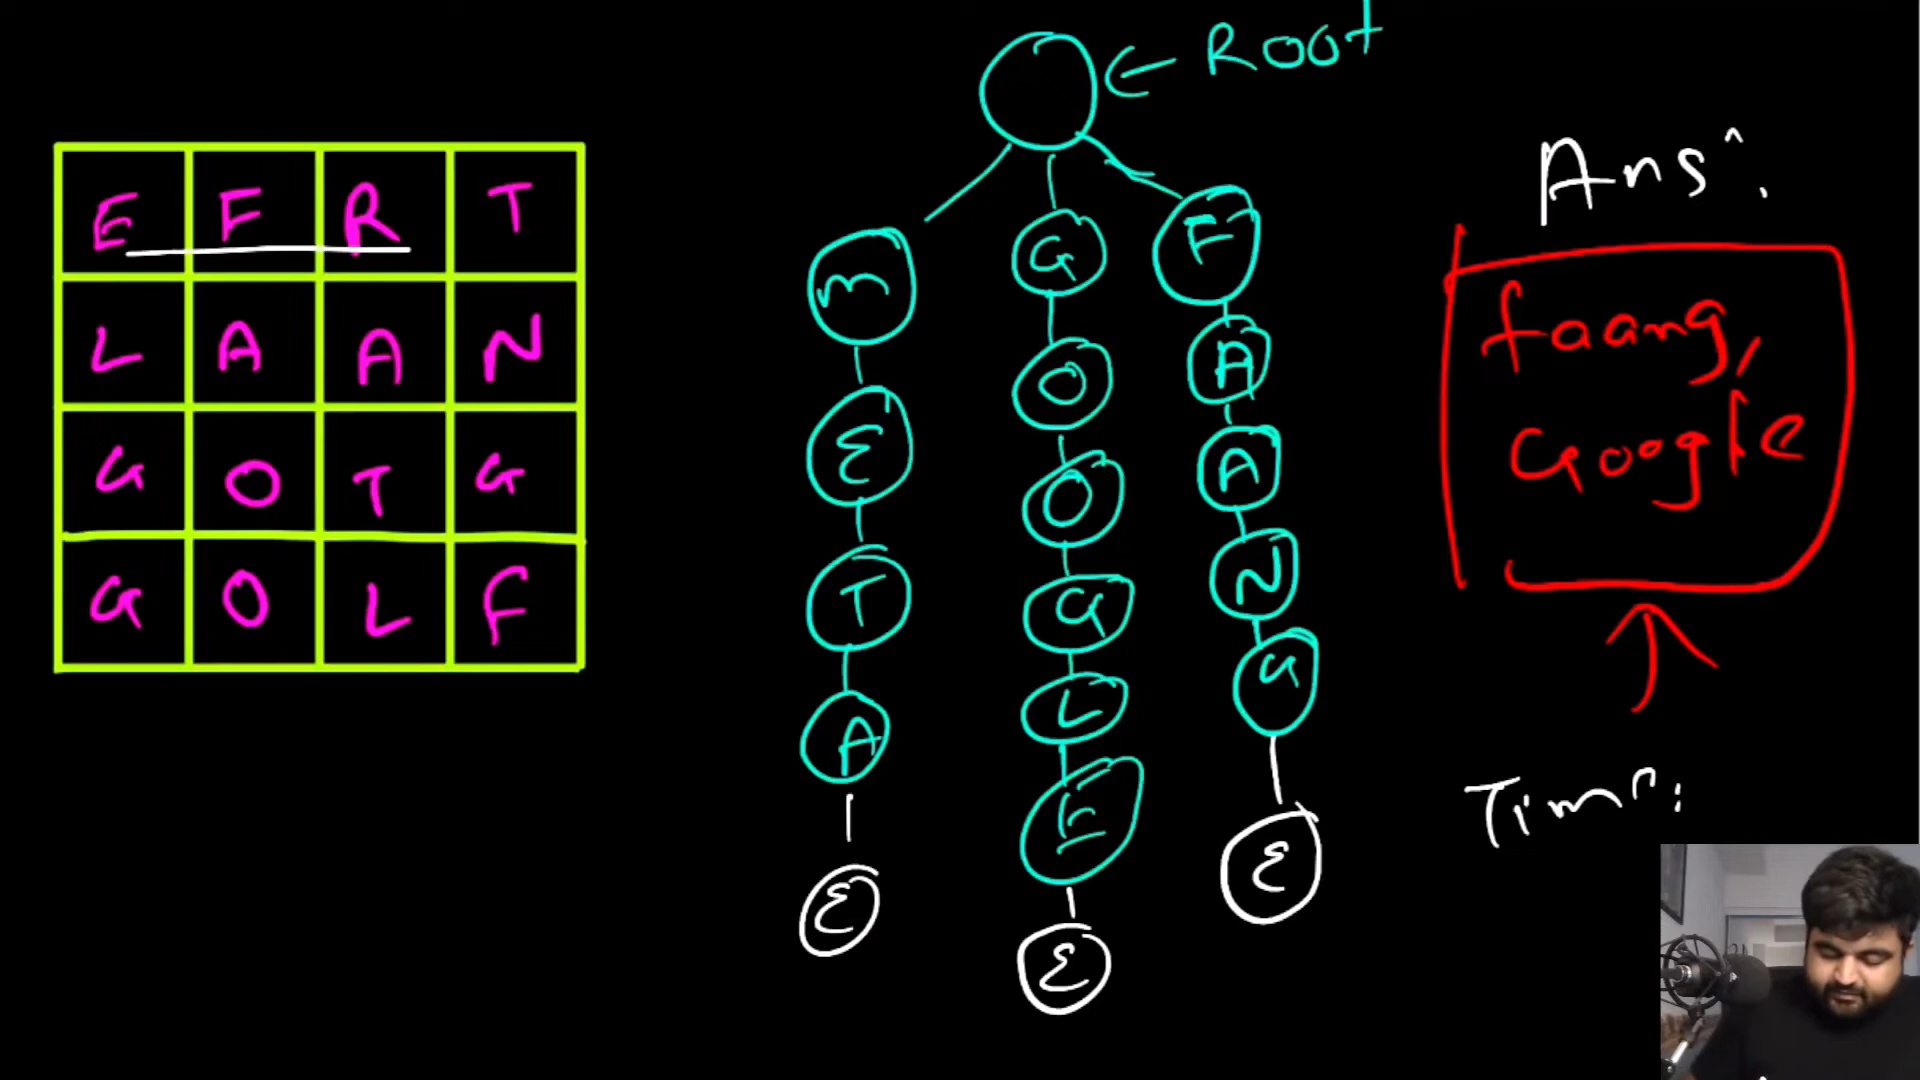 ← Root
Ans:
E F R T
L A A N
G O T G
G O L F
M G F
E O A
T O A
A G N
L G
E
E E E
faang,
Google
Time: